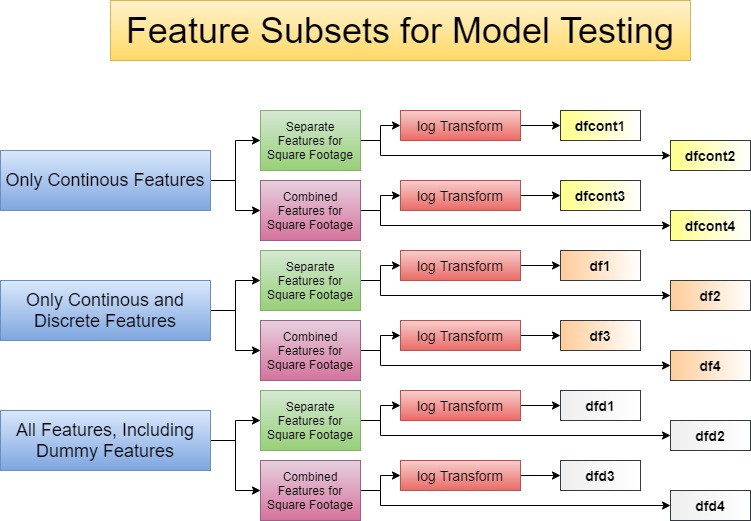 Feature Subsets for Model Testing
Only Continous Features
Separate
Features for
Square Footage
log Transform
dfcont1
dfcont2
Combined
Features for
Square Footage
log Transform
dfcont3
dfcont4
Only Continous and
Discrete Features
Separate
Features for
Square Footage
log Transform
df1
df2
Combined
Features for
Square Footage
log Transform
df3
df4
All Features, Including
Dummy Features
Separate
Features for
Square Footage
log Transform
dfd1
dfd2
Combined
Features for
Square Footage
log Transform
dfd3
dfd4